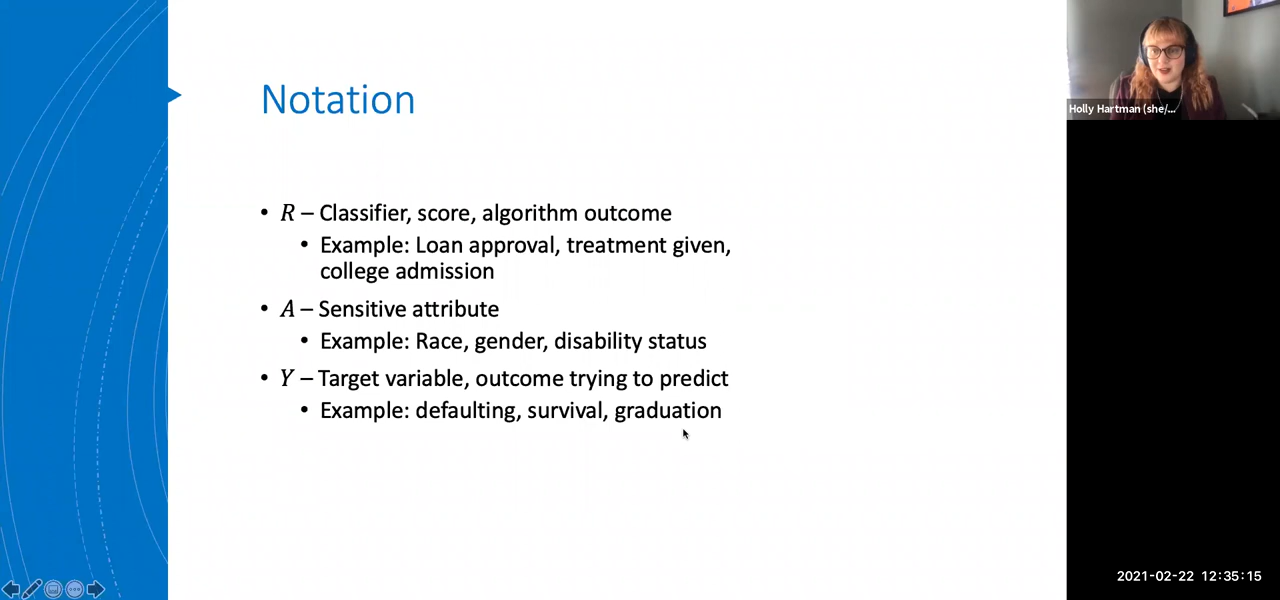 Notation
• R – Classifier, score, algorithm outcome
• Example: Loan approval, treatment given,
college admission
• A – Sensitive attribute
• Example: Race, gender, disability status
• Y – Target variable, outcome trying to predict
• Example: defaulting, survival, graduation
Holly Hartman (she/...
2021-02-22 12:35:15